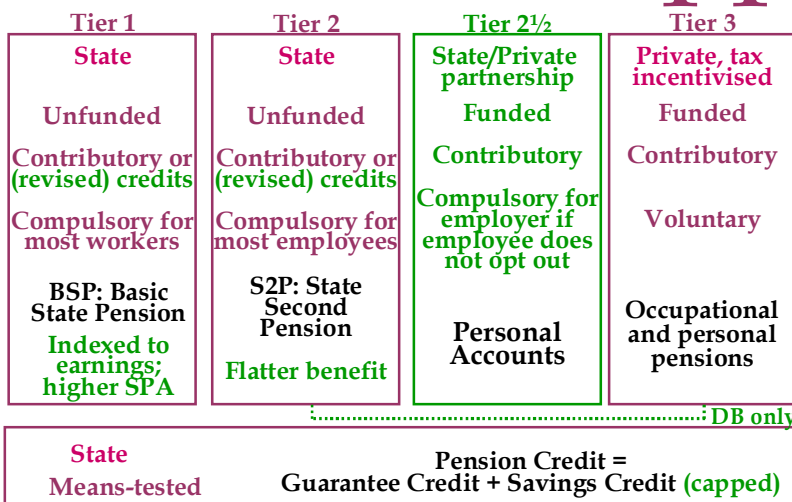 Tier 1
State
Unfunded
Contributory or
(revised) credits
Compulsory for
most workers
BSP: Basic
State Pension
Indexed to
earnings;
higher SPA
Tier 2
State
Unfunded
Contributory or
(revised) credits
Compulsory for
most employees
S2P: State
Second
Pension
Flatter benefit
Tier 2½
State/Private
partnership
Funded
Contributory
Compulsory for
employer if
employee does
not opt out
Personal
Accounts
Tier 3
Private, tax
incentivised
Funded
Contributory
Voluntary
Occupational
and personal
pensions
DB only
State
Means-tested
Pension Credit =
Guarantee Credit + Savings Credit (capped)